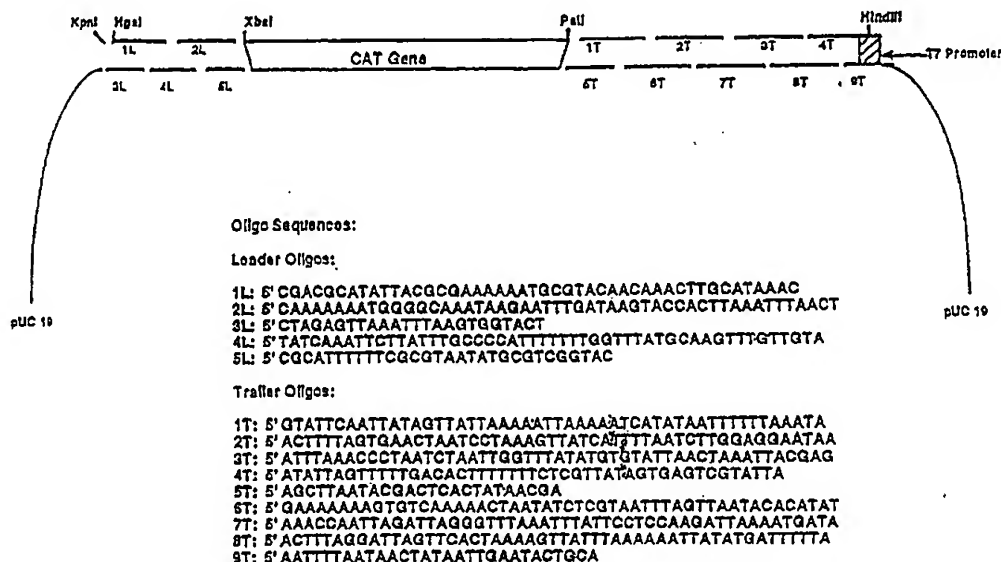 KpnI HgaI XbaI PstI HindIII
1L 2L CAT Gene 1T 2T 3T 4T
T7 Promoter
3L 4L 5L 5T 6T 7T 8T 9T
pUC 19 pUC 19
Oligo Sequences:
Leader Oligos:
1L: 5'CGACGCATATTACGCGAAAAAATGCGTACAACAAACTTGCATAAAC
2L: 5'CAAAAAAATGGGGCAAATAAGAATTTGATAAGTACCACTTAAATTTAACT
3L: 5'CTAGAGTTAAATTTAAGTGGTACT
4L: 5'TATCAAATTCTTATTTGCCCCATTTTTTTGGTTTATGCAAGTTTGTTGTA
5L: 5'CGCATTTTTTCGCGTAATATGCGTCGGTAC
Trailer Oligos:
1T: 5'GTATTCAATTATAGTTATTAAAAATTAAAAATCATATAATTTTTTAAATA
2T: 5'ACTTTTAGTGAACTAATCCTAAAGTTATCATTTTAATCTTGGAGGAATAA
3T: 5'ATTTAAACCCTAATCTAATTGGTTTATATGTGTATTAACTAAATTACGAG
4T: 5'ATATTAGTTTTTGACACTTTTTTTCTCGTTATAGTGAGTCGTATTA
5T: 5'AGCTTAATACGACTCACTATAACGA
6T: 5'GAAAAAAAGTGTCAAAAACTAATATCTCGTAATTTAGTTAATACACATAT
7T: 5'AAACCAATTAGATTAGGGTTTAAATTTATTCCTCCAAGATTAAAATGATA
8T: 5'ACTTTAGGATTAGTTCACTAAAAGTTATTTAAAAAATTATATGATTTTTA
9T: 5'AATTTTTAATAACTATAATTGAATACTGCA